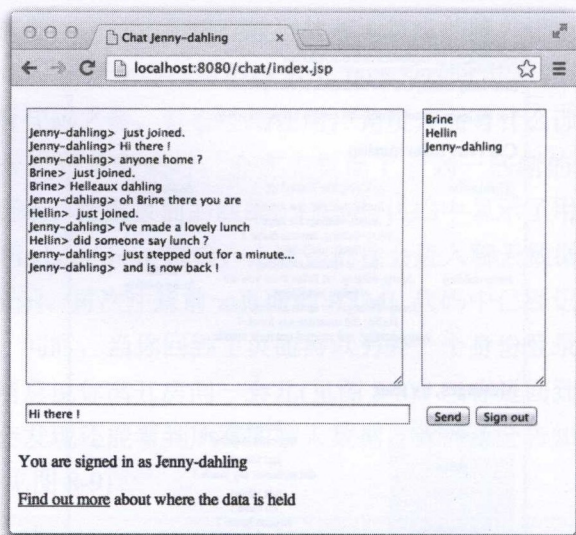 Chat Jenny-dahling
localhost:8080/chat/index.jsp
Jenny-dahling> just joined.
Jenny-dahling> Hi there !
Jenny-dahling> anyone home ?
Brine> just joined.
Brine> Helleaux dahling
Jenny-dahling> oh Brine there you are
Hellin> just joined.
Jenny-dahling> I've made a lovely lunch
Hellin> did someone say lunch ?
Jenny-dahling> just stepped out for a minute...
Jenny-dahling> and is now back !
Brine
Hellin
Jenny-dahling
Hi there !
Send Sign out
You are signed in as Jenny-dahling
Find out more about where the data is held